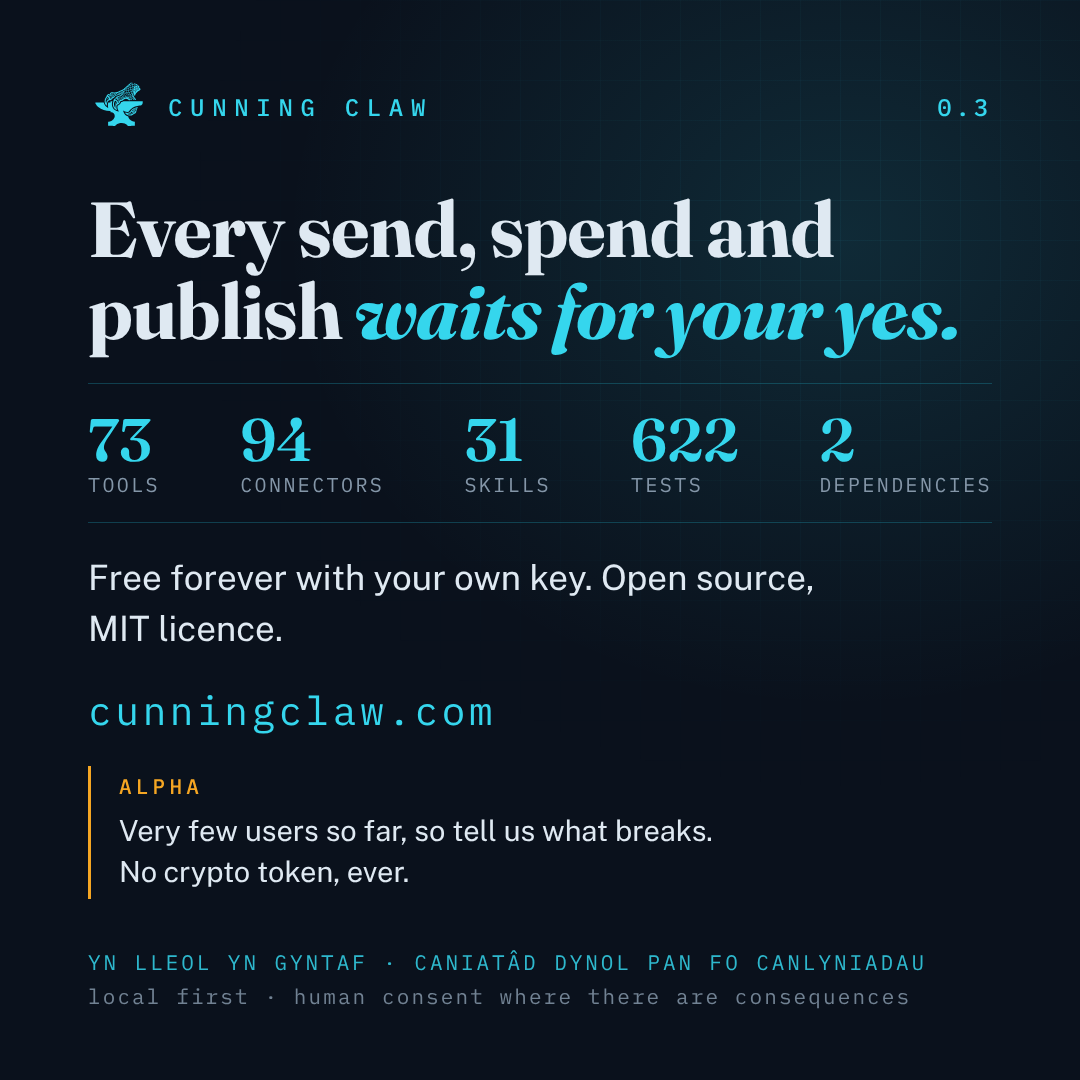 CUNNING CLAW
0.3
Every send, spend and
publish waits for your yes.
73
TOOLS
94
CONNECTORS
31
SKILLS
622
TESTS
2
DEPENDENCIES
Free forever with your own key. Open source,
MIT licence.
cunningclaw.com
ALPHA
Very few users so far, so tell us what breaks.
No crypto token, ever.
YN LLEOL YN GYNTAF · CANIATÂD DYNOL PAN FO CANLYNIADAU
local first · human consent where there are consequences